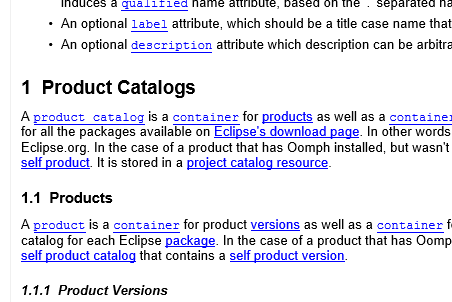 induces a qualified name attribute, based on the '.' separated na
• An optional label attribute, which should be a title case name that
• An optional description attribute which description can be arbitra
1 Product Catalogs
A product catalog is a container for products as well as a container
for all the packages available on Eclipse's download page. In other words
Eclipse.org. In the case of a product that has Oomph installed, but wasn't
self product. It is stored in a project catalog resource.
1.1 Products
A product is a container for product versions as well as a container f
catalog for each Eclipse package. In the case of a product that has Oomp
self product catalog that contains a self product version.
1.1.1 Product Versions